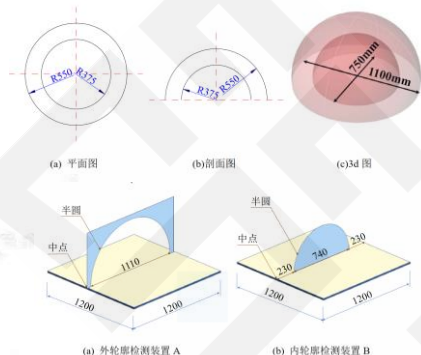 R550 R375
R375 R550
750mm
1100mm
(a) 平面图 (b)剖面图 (c)3d 图
半圆
中点
1110
1200 1200
半圆
中点
230 740 230
1200 1200
(a) 外轮廓检测装置 A (b) 内轮廓检测装置 B